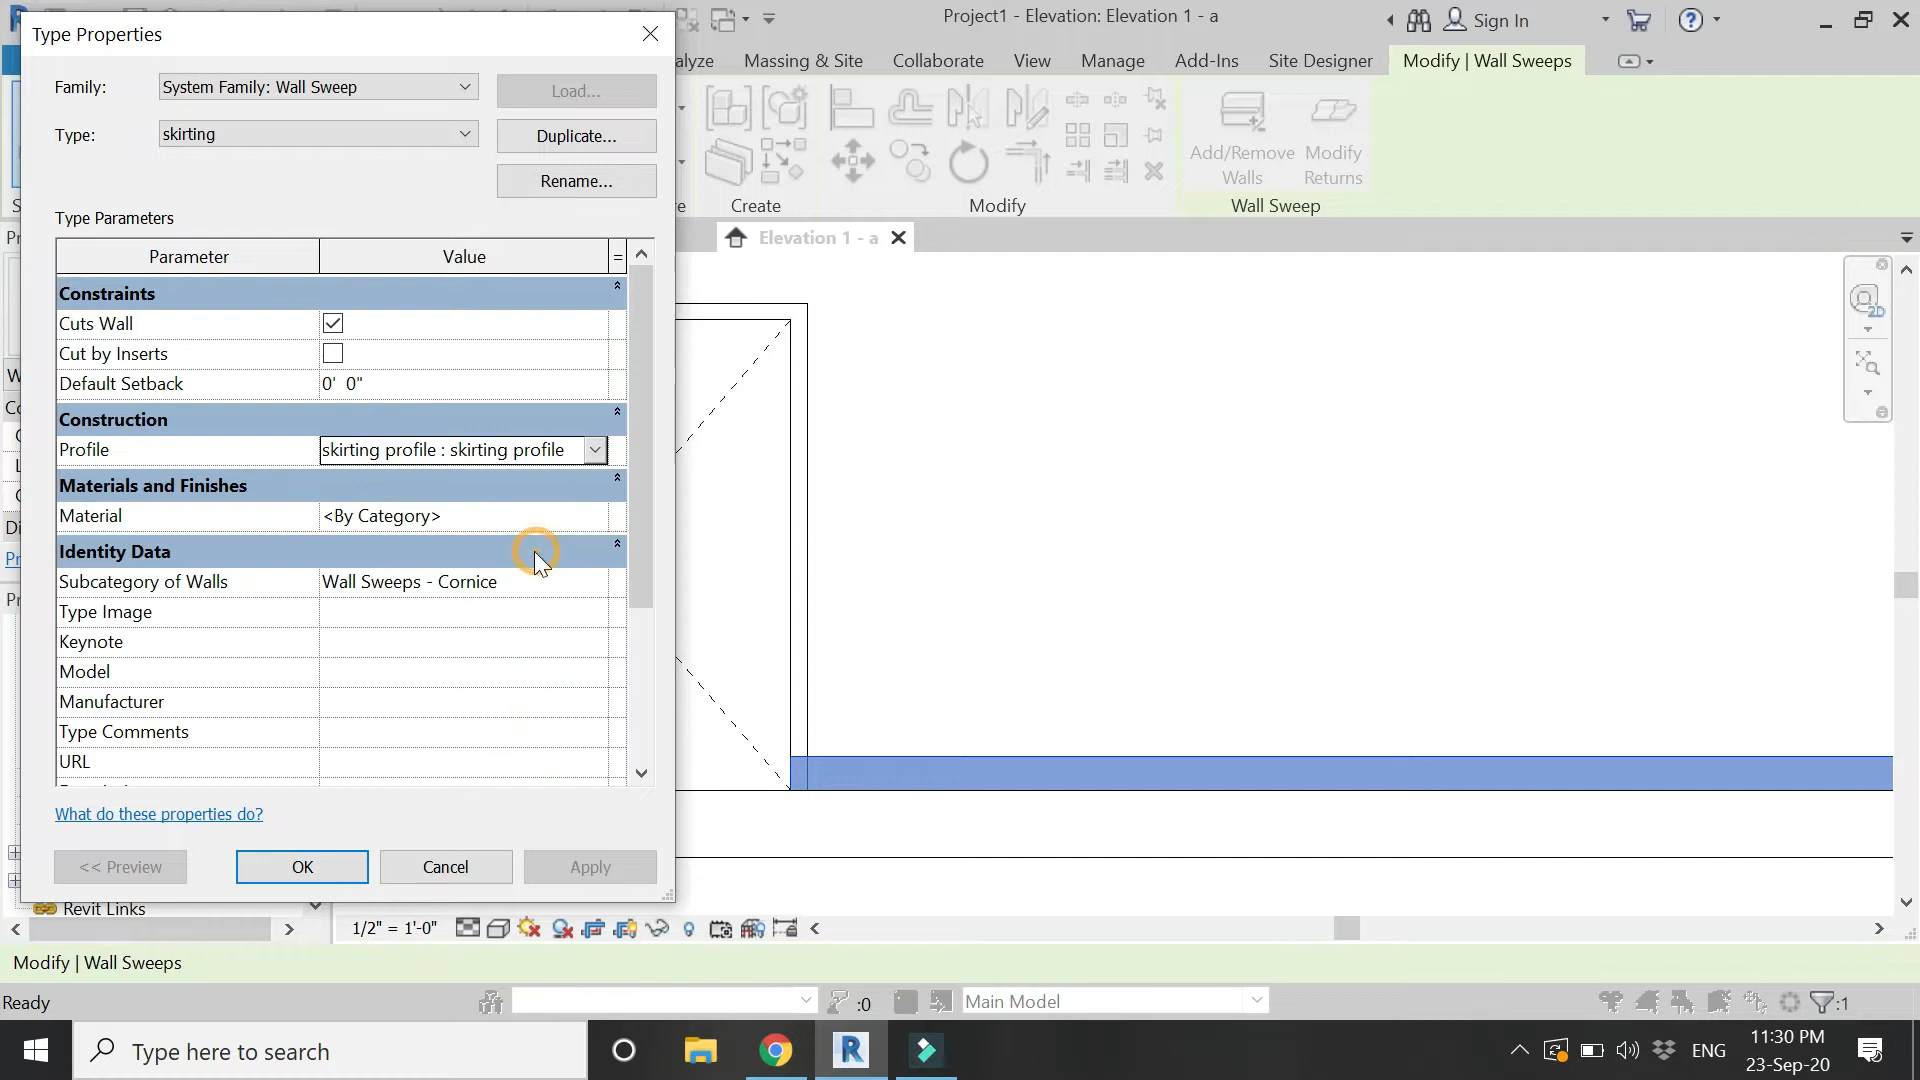 Type Properties
Project1 - Elevation: Elevation 1 - a
Sign In
alyze
Massing & Site
Collaborate
View
Manage
Add-Ins
Site Designer
Modify | Wall Sweeps
Family:
System Family: Wall Sweep
Load...
Type:
skirting
Duplicate...
Rename...
Type Parameters
Add/Remove
Walls
Modify
Returns
re
Create
Modify
Wall Sweep
Elevation 1 - a
2D
Parameter
Value
=
Constraints
Cuts Wall
Cut by Inserts
Default Setback
0' 0"
Construction
Profile
skirting profile : skirting profile
Materials and Finishes
Material
<By Category>
Identity Data
Subcategory of Walls
Wall Sweeps - Cornice
Type Image
Keynote
Model
Manufacturer
Type Comments
URL
What do these properties do?
<< Preview
OK
Cancel
Apply
Revit Links
1/2" = 1'-0"
Modify | Wall Sweeps
Ready
:0
Main Model
:1
Type here to search
ENG
11:30 PM
23-Sep-20